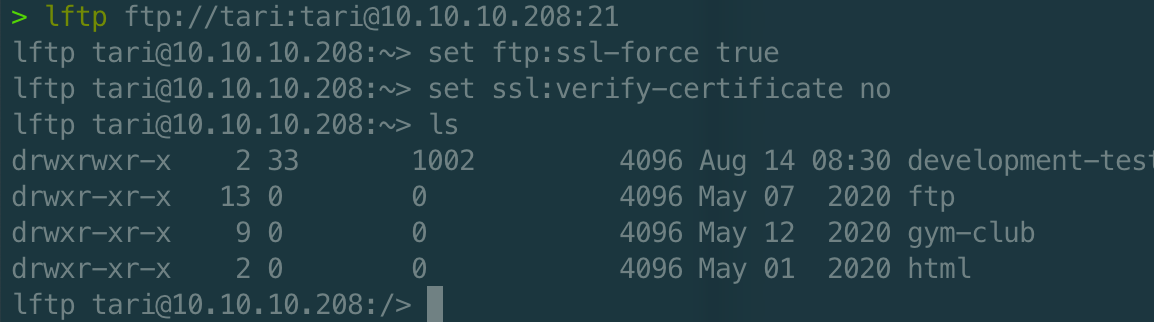 > lftp ftp://tari:tari@10.10.10.208:21
lftp tari@10.10.10.208:~> set ftp:ssl-force true
lftp tari@10.10.10.208:~> set ssl:verify-certificate no
lftp tari@10.10.10.208:~> ls
drwxrwxr-x    2 33       1002         4096 Aug 14 08:30 development-test
drwxr-xr-x   13 0        0            4096 May 07  2020 ftp
drwxr-xr-x    9 0        0            4096 May 12  2020 gym-club
drwxr-xr-x    2 0        0            4096 May 01  2020 html
lftp tari@10.10.10.208:/>